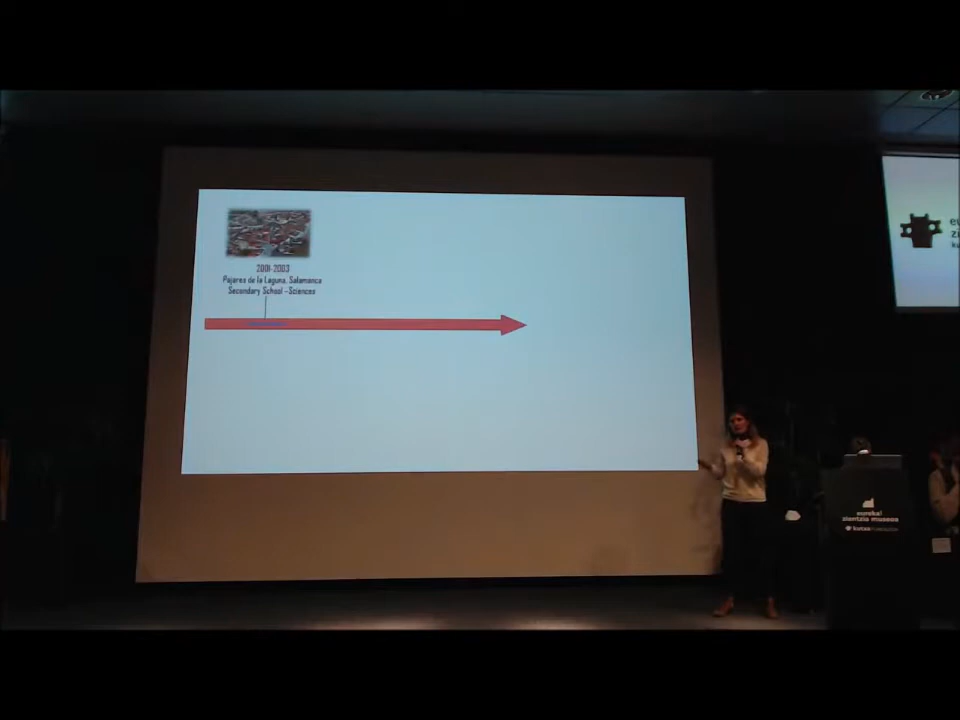 2001-2003
Pajares de la Laguna, Salamanca
Secondary School -Sciences
eureka!
zientzia museoa